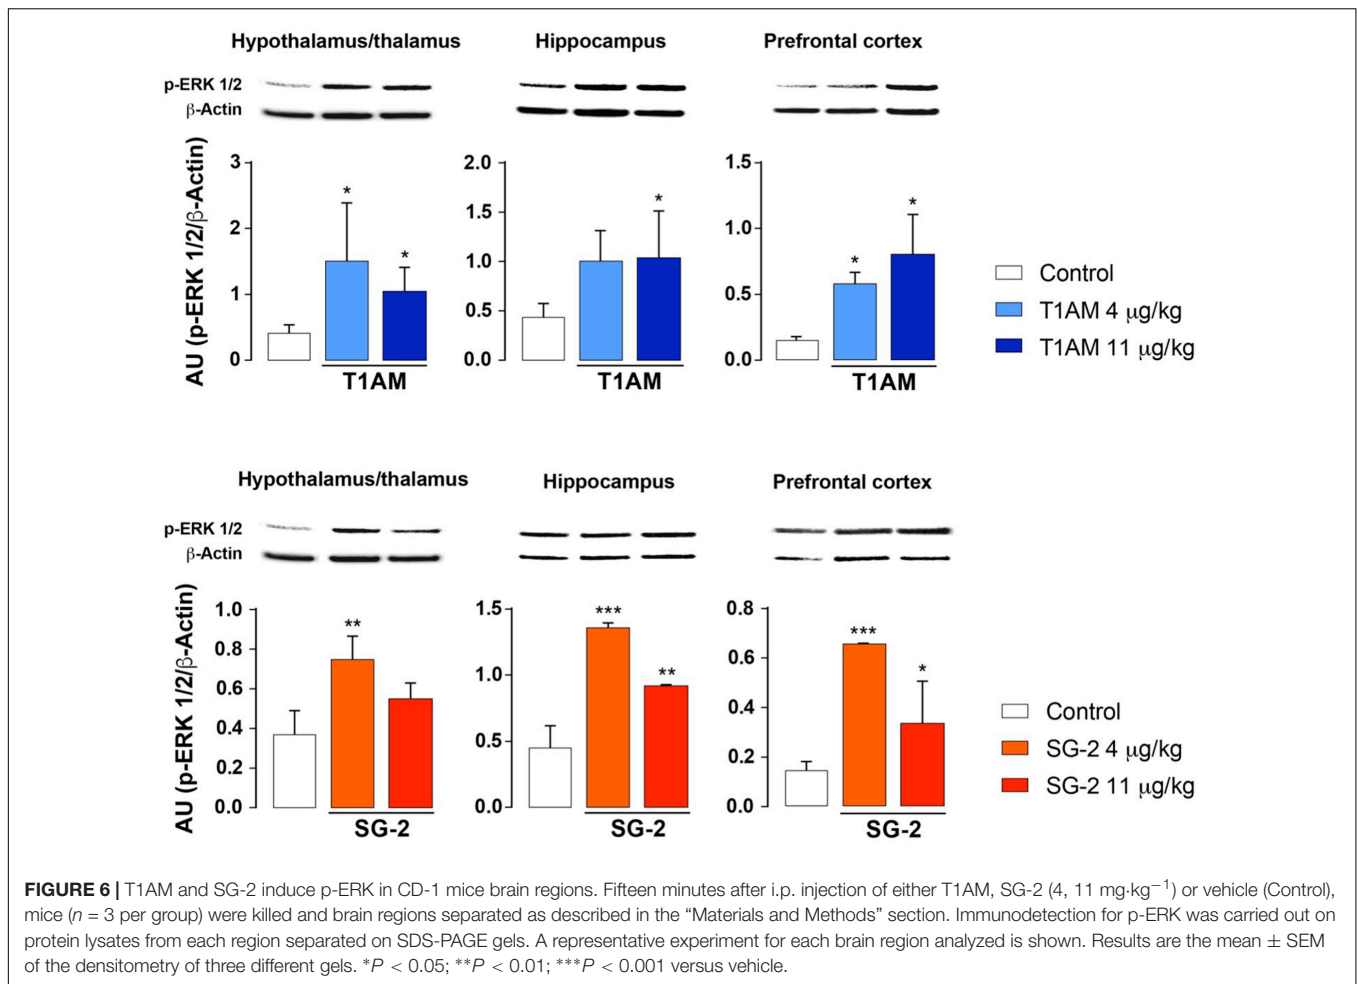 Hypothalamus/thalamus Hippocampus Prefrontal cortex
p-ERK 1/2
β-Actin
AU (p-ERK 1/2/β-Actin)
3 2.0 1.5
* * *
2 1.5 1.0
* *
1 1.0 0.5
*
0.5
0 0.0 0.0
T1AM T1AM T1AM
Control
T1AM 4 µg/kg
T1AM 11 µg/kg
Hypothalamus/thalamus Hippocampus Prefrontal cortex
p-ERK 1/2
β-Actin
AU (p-ERK 1/2/β-Actin)
1.0 1.5 0.8
** *** ***
0.8 1.0 0.6
** *
0.6 0.5 0.4
0.4 0.0 0.2
0.2 0.0
0.0
SG-2 SG-2 SG-2
Control
SG-2 4 µg/kg
SG-2 11 µg/kg
FIGURE 6 | T1AM and SG-2 induce p-ERK in CD-1 mice brain regions. Fifteen minutes after i.p. injection of either T1AM, SG-2 (4, 11 mg·kg⁻¹) or vehicle (Control),
mice (n = 3 per group) were killed and brain regions separated as described in the “Materials and Methods” section. Immunodetection for p-ERK was carried out on
protein lysates from each region separated on SDS-PAGE gels. A representative experiment for each brain region analyzed is shown. Results are the mean ± SEM
of the densitometry of three different gels. *P < 0.05; **P < 0.01; ***P < 0.001 versus vehicle.